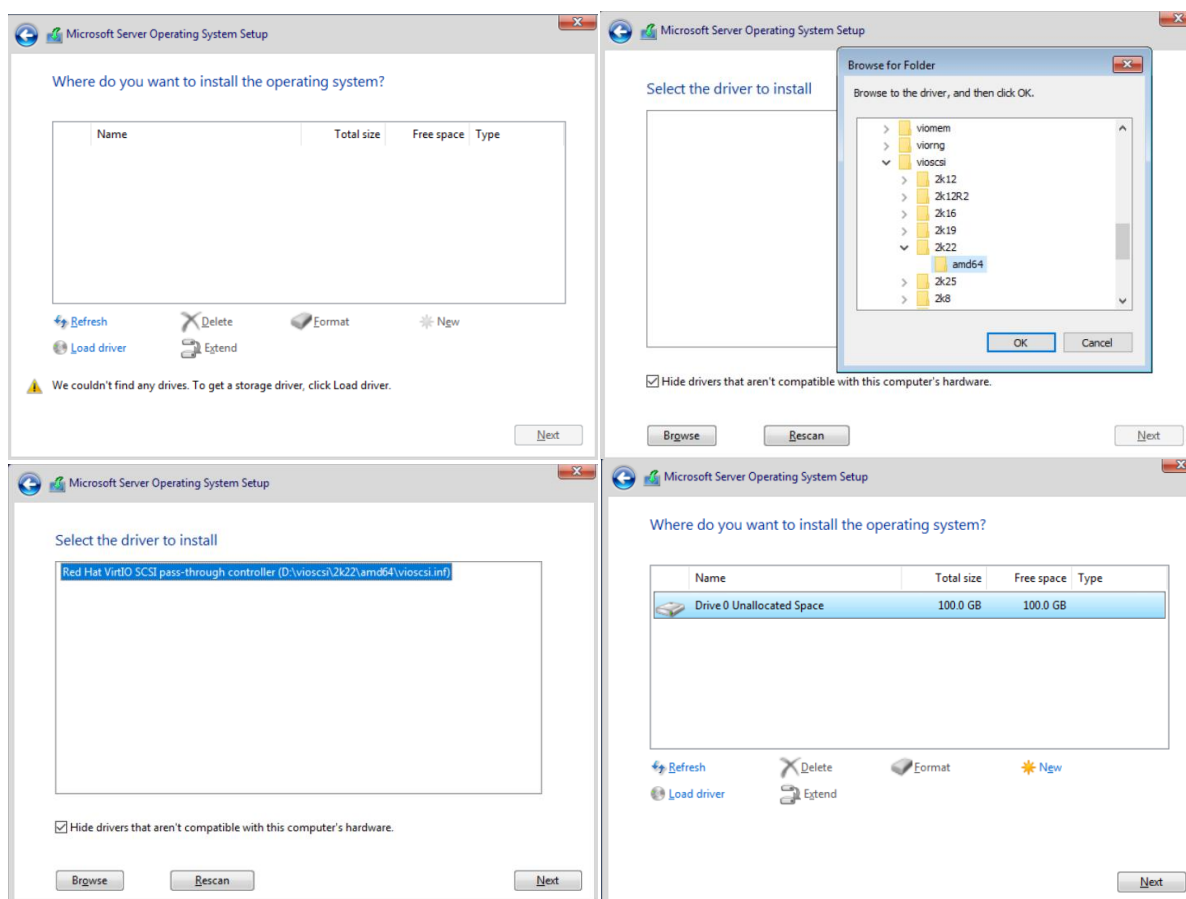 Microsoft Server Operating System Setup
Where do you want to install the operating system?
Name Total size Free space Type
Refresh Delete Format New
Load driver Extend
We couldn't find any drives. To get a storage driver, click Load driver.
Next
Microsoft Server Operating System Setup
Select the driver to install
Browse for Folder
Browse to the driver, and then click OK.
viomem
viorng
vioscsi
2k12
2k12R2
2k16
2k19
2k22
amd64
2k25
2k8
OK Cancel
Hide drivers that aren't compatible with this computer's hardware.
Browse Rescan Next
Microsoft Server Operating System Setup
Select the driver to install
Red Hat VirtIO SCSI pass-through controller (D:\vioscsi\2k22\amd64\vioscsi.inf)
Hide drivers that aren't compatible with this computer's hardware.
Browse Rescan Next
Microsoft Server Operating System Setup
Where do you want to install the operating system?
Name Total size Free space Type
Drive 0 Unallocated Space 100.0 GB 100.0 GB
Refresh Delete Format New
Load driver Extend
Next